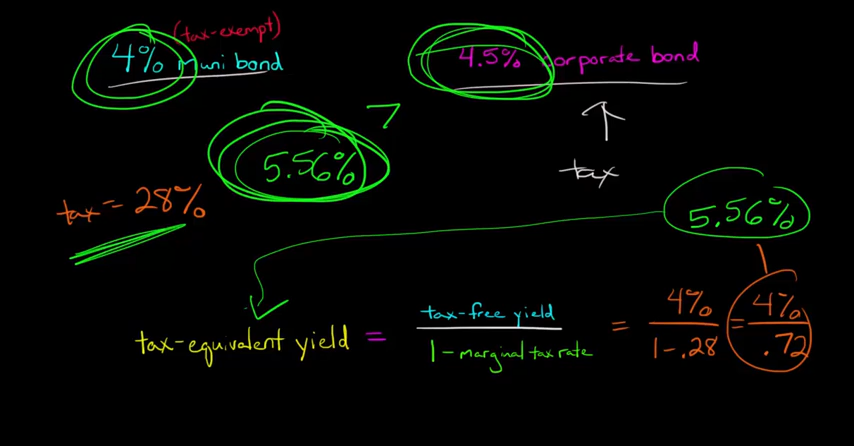 (tax-exempt)
4% muni bond
4.5% corporate bond
5.56% >
tax
tax = 28%
5.56%
tax-equivalent yield = tax-free yield / 1 - marginal tax rate = 4% / 1 - .28 = 4% / .72